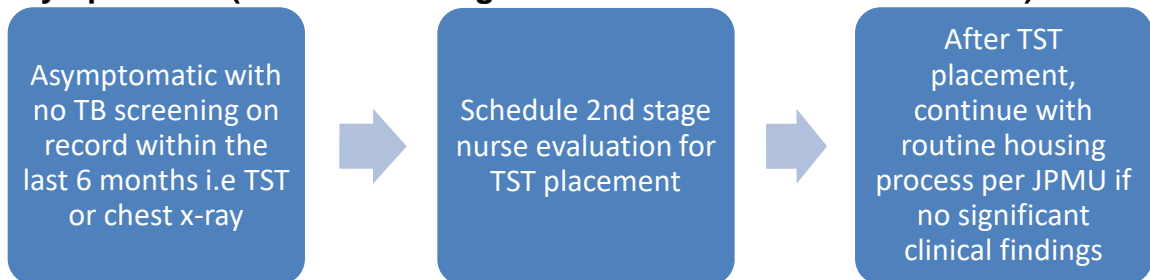 Asymptomatic with
no TB screening on
record within the
last 6 months i.e TST
or chest x-ray
Schedule 2nd stage
nurse evaluation for
TST placement
After TST
placement,
continue with
routine housing
process per JPMU if
no significant
clinical findings